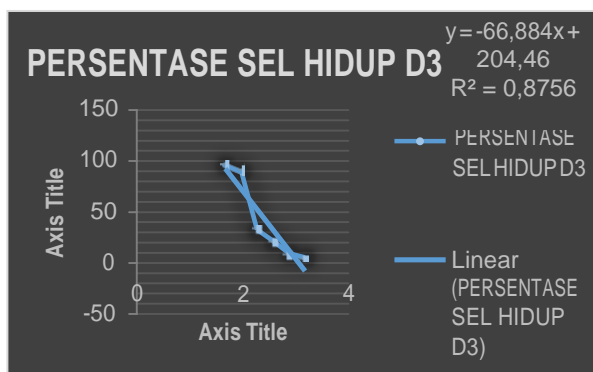 PERSENTASE SEL HIDUP D3
y = -66,884x +
204,46
R² = 0,8756
150
100
50
0
-50
Axis Title
0 2 4
Axis Title
PERSENTASE
SEL HIDUP D3
Linear
(PERSENTASE
SEL HIDUP
D3)